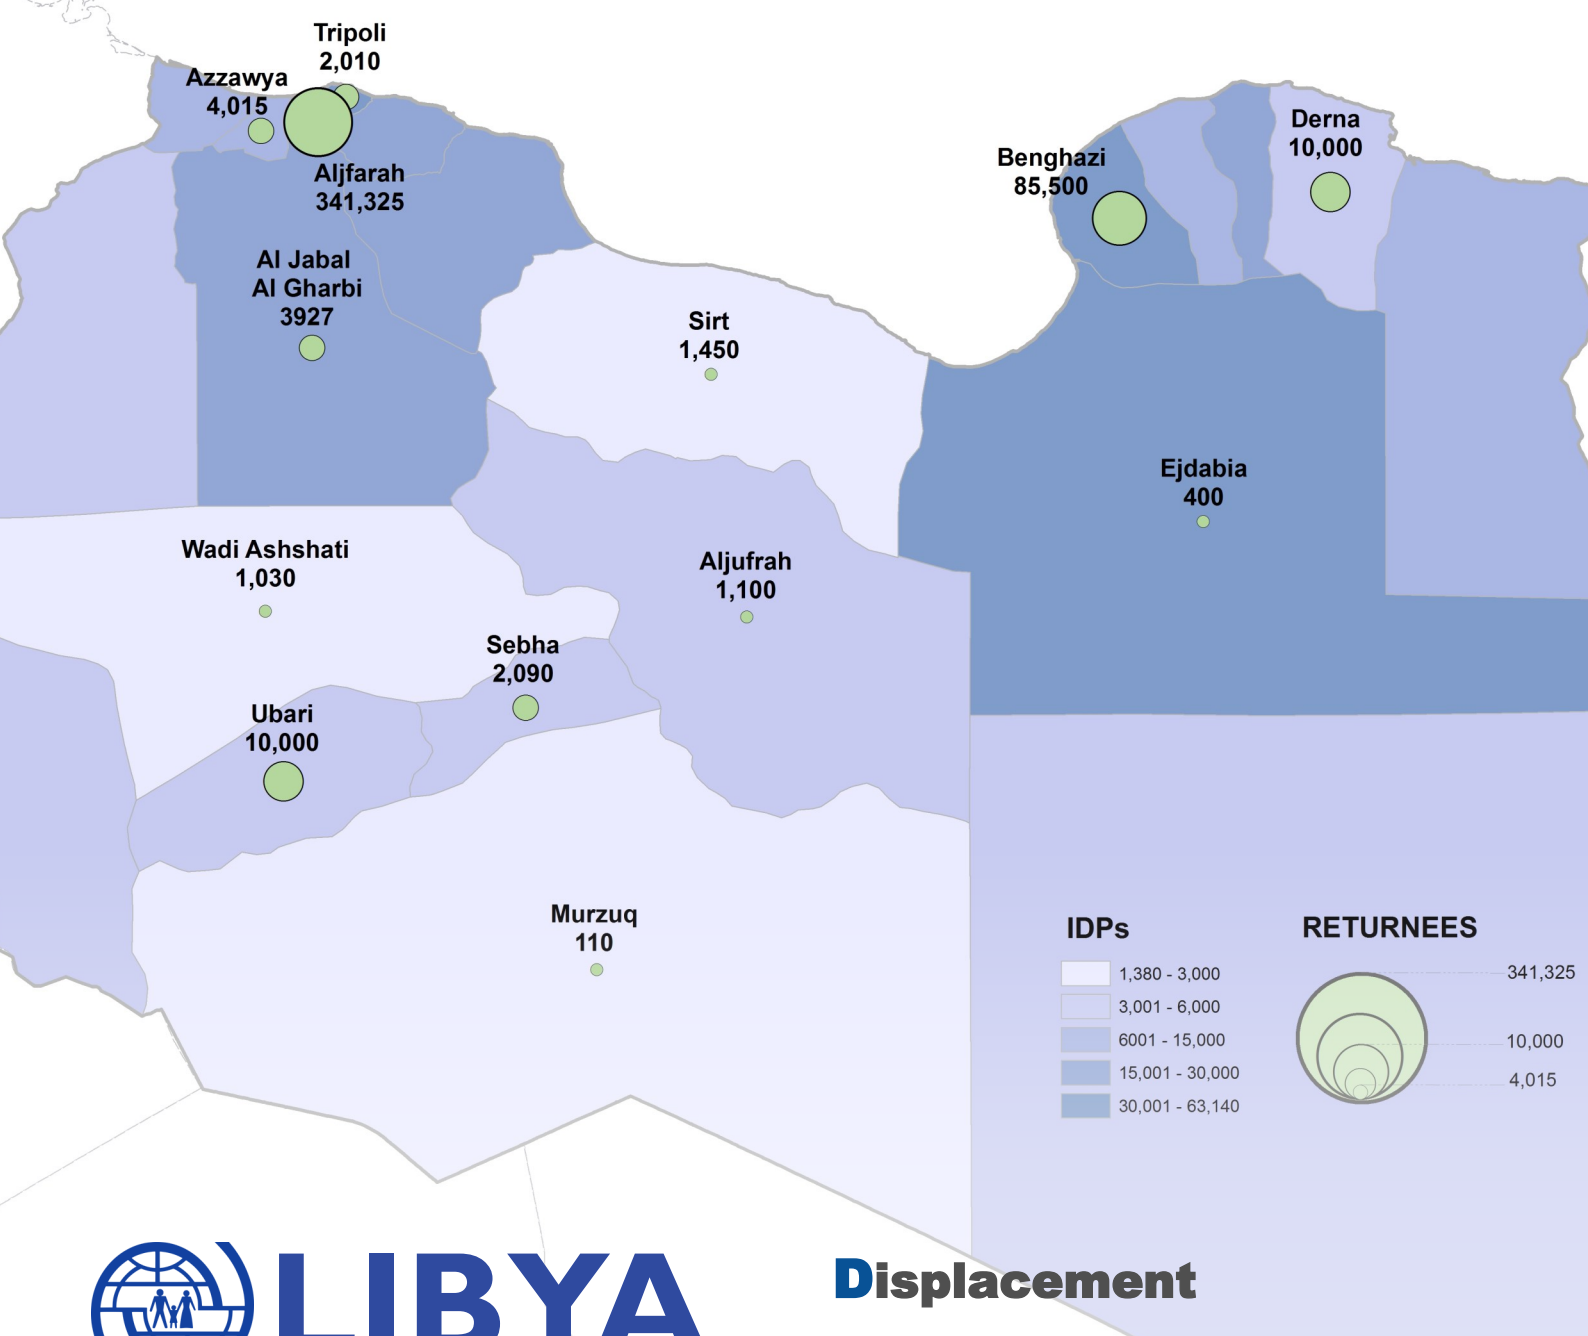 Tripoli
2,010
Azzawya
4,015
Aljfarah
341,325
Al Jabal
Al Gharbi
3927
Benghazi
85,500
Derna
10,000
Sirt
1,450
Ejdabia
400
Wadi Ashshati
1,030
Aljufrah
1,100
Sebha
2,090
Ubari
10,000
Murzuq
110
IDPs
1,380 - 3,000
3,001 - 6,000
6001 - 15,000
15,001 - 30,000
30,001 - 63,140
RETURNEES
341,325
10,000
4,015
LIBYA
Displacement